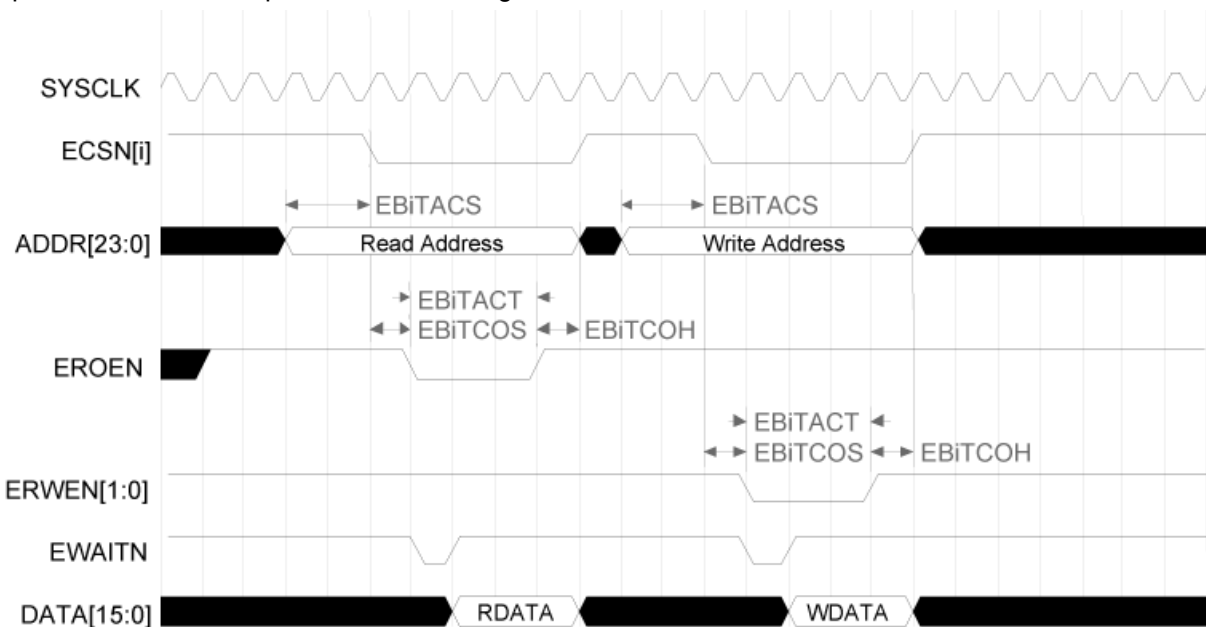 SYSCLK
ECSN[i]
EBiTACS EBiTACS
ADDR[23:0] Read Address Write Address
EBiTACT
EBiTCOS EBiTCOH
EROEN
EBiTACT
EBiTCOS EBiTCOH
ERWEN[1:0]
EWAITN
DATA[15:0] RDATA WDATA